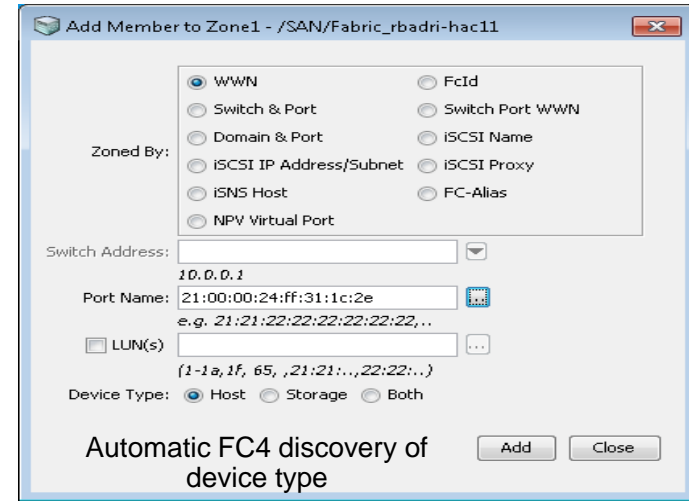 Add Member to Zone1 - /SAN/Fabric_rbadri-hac11
Zoned By:
WWN
FcId
Switch & Port
Switch Port WWN
Domain & Port
iSCSI Name
iSCSI IP Address/Subnet
iSCSI Proxy
iSNS Host
FC-Alias
NPV Virtual Port
Switch Address:
10.0.0.1
Port Name: 21:00:00:24:ff:31:1c:2e ...
e.g. 21:21:22:22:22:22:22:22,..
LUN(s) ...
(1-1a,1f, 65, ,21:21:..,22:22:..)
Device Type: Host Storage Both
Automatic FC4 discovery of
device type
Add Close